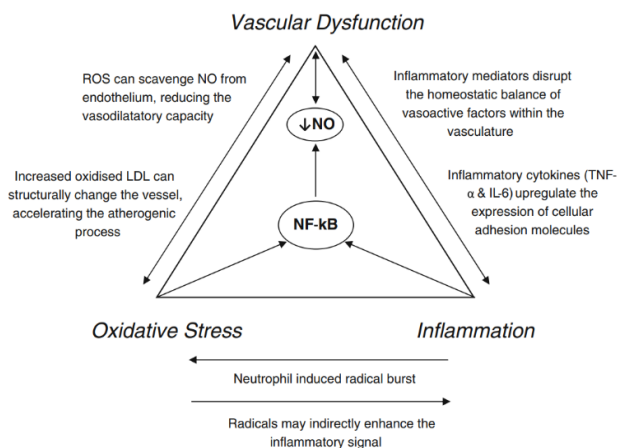 Vascular Dysfunction
ROS can scavenge NO from
endothelium, reducing the
vasodilatatory capacity
Inflammatory mediators disrupt
the homeostatic balance of
vasoactive factors within the
vasculature
↓NO
Increased oxidised LDL can
structurally change the vessel,
accelerating the atherogenic
process
Inflammatory cytokines (TNF-
α & IL-6) upregulate the
expression of cellular
adhesion molecules
NF-kB
Oxidative Stress
Inflammation
Neutrophil induced radical burst
Radicals may indirectly enhance the
inflammatory signal